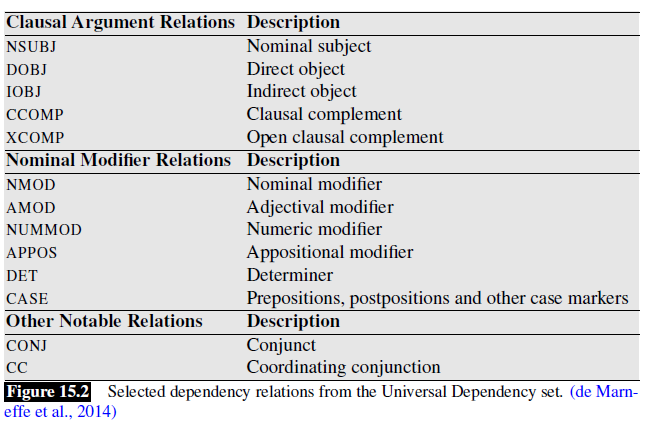 Clausal Argument Relations Description
NSUBJ Nominal subject
DOBJ Direct object
IOBJ Indirect object
CCOMP Clausal complement
XCOMP Open clausal complement
Nominal Modifier Relations Description
NMOD Nominal modifier
AMOD Adjectival modifier
NUMMOD Numeric modifier
APPOS Appositional modifier
DET Determiner
CASE Prepositions, postpositions and other case markers
Other Notable Relations Description
CONJ Conjunct
CC Coordinating conjunction
Figure 15.2 Selected dependency relations from the Universal Dependency set. (de Marn-
effe et al., 2014)